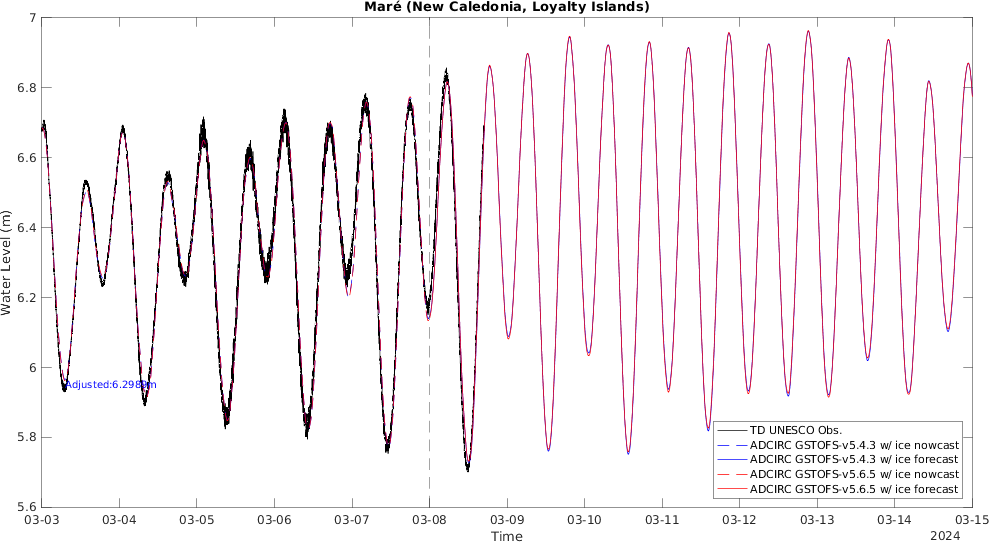 Maré (New Caledonia, Loyalty Islands)
7
6.8
6.6
6.4
6.2
6
5.8
5.6
Water Level (m)
Adjusted:6.2989m
TD UNESCO Obs.
ADCIRC GSTOFS-v5.4.3 w/ ice nowcast
ADCIRC GSTOFS-v5.4.3 w/ ice forecast
ADCIRC GSTOFS-v5.6.5 w/ ice nowcast
ADCIRC GSTOFS-v5.6.5 w/ ice forecast
03-03 03-04 03-05 03-06 03-07 03-08 03-09 03-10 03-11 03-12 03-13 03-14 03-15
Time
2024